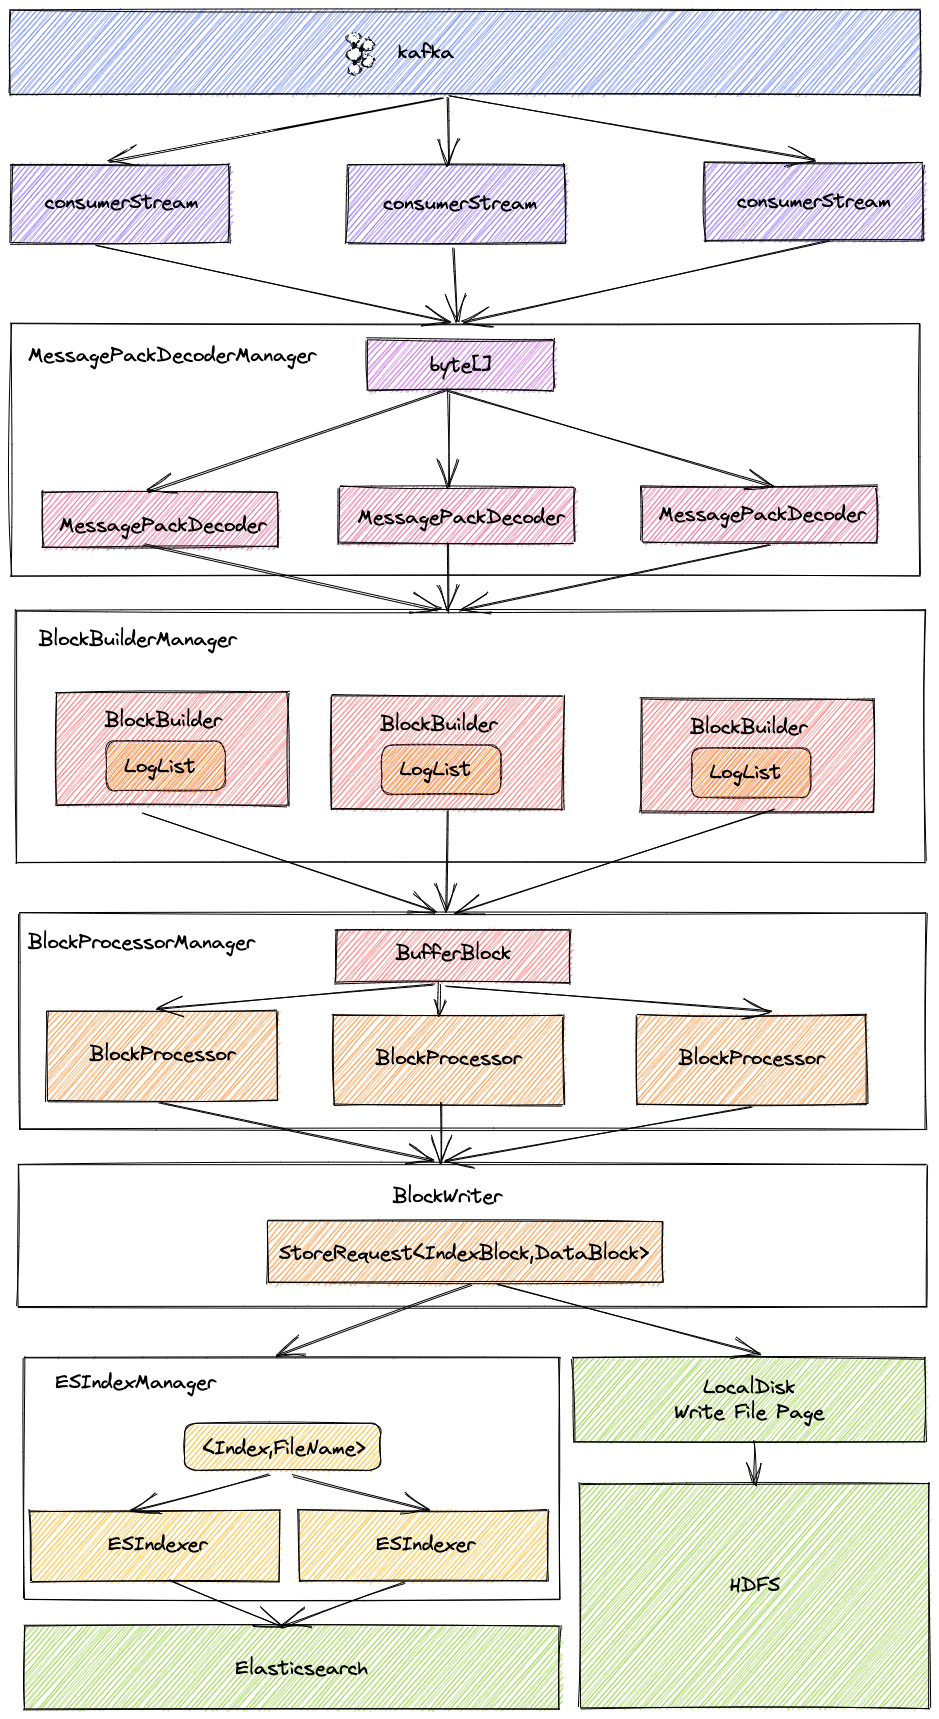 kafka
consumerStream
consumerStream
consumerStream
MessagePackDecoderManager
byte[]
MessagePackDecoder
MessagePackDecoder
MessagePackDecoder
BlockBuilderManager
BlockBuilder
LogList
BlockBuilder
LogList
BlockBuilder
LogList
BlockProcessorManager
BufferBlock
BlockProcessor
BlockProcessor
BlockProcessor
BlockWriter
StoreRequest<IndexBlock,DataBlock>
ESIndexManager
<Index,FileName>
ESIndexer
ESIndexer
Elasticsearch
LocalDisk
Write File Page
HDFS